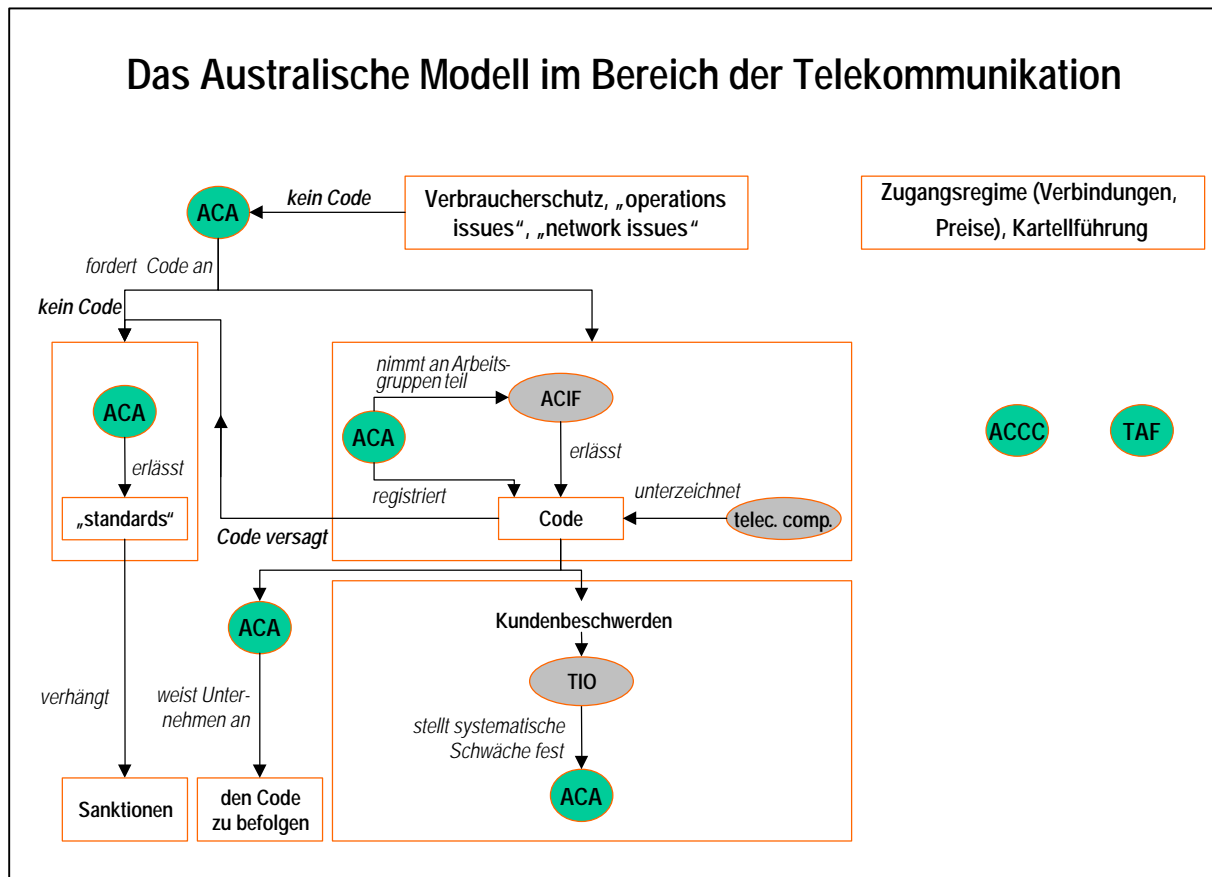 Das Australische Modell im Bereich der Telekommunikation
ACA
kein Code
Verbraucherschutz, „operations
issues“, „network issues“
Zugangsregime (Verbindungen,
Preise), Kartellführung
fordert Code an
kein Code
nimmt an Arbeits-
gruppen teil
ACIF
ACA
ACA
ACCC
TAF
erlässt
erlässt
registriert
unterzeichnet
„standards“
Code
telec. comp.
Code versagt
ACA
Kundenbeschwerden
TIO
verhängt
weist Unter-
nehmen an
stellt systematische
Schwäche fest
ACA
Sanktionen
den Code
zu befolgen